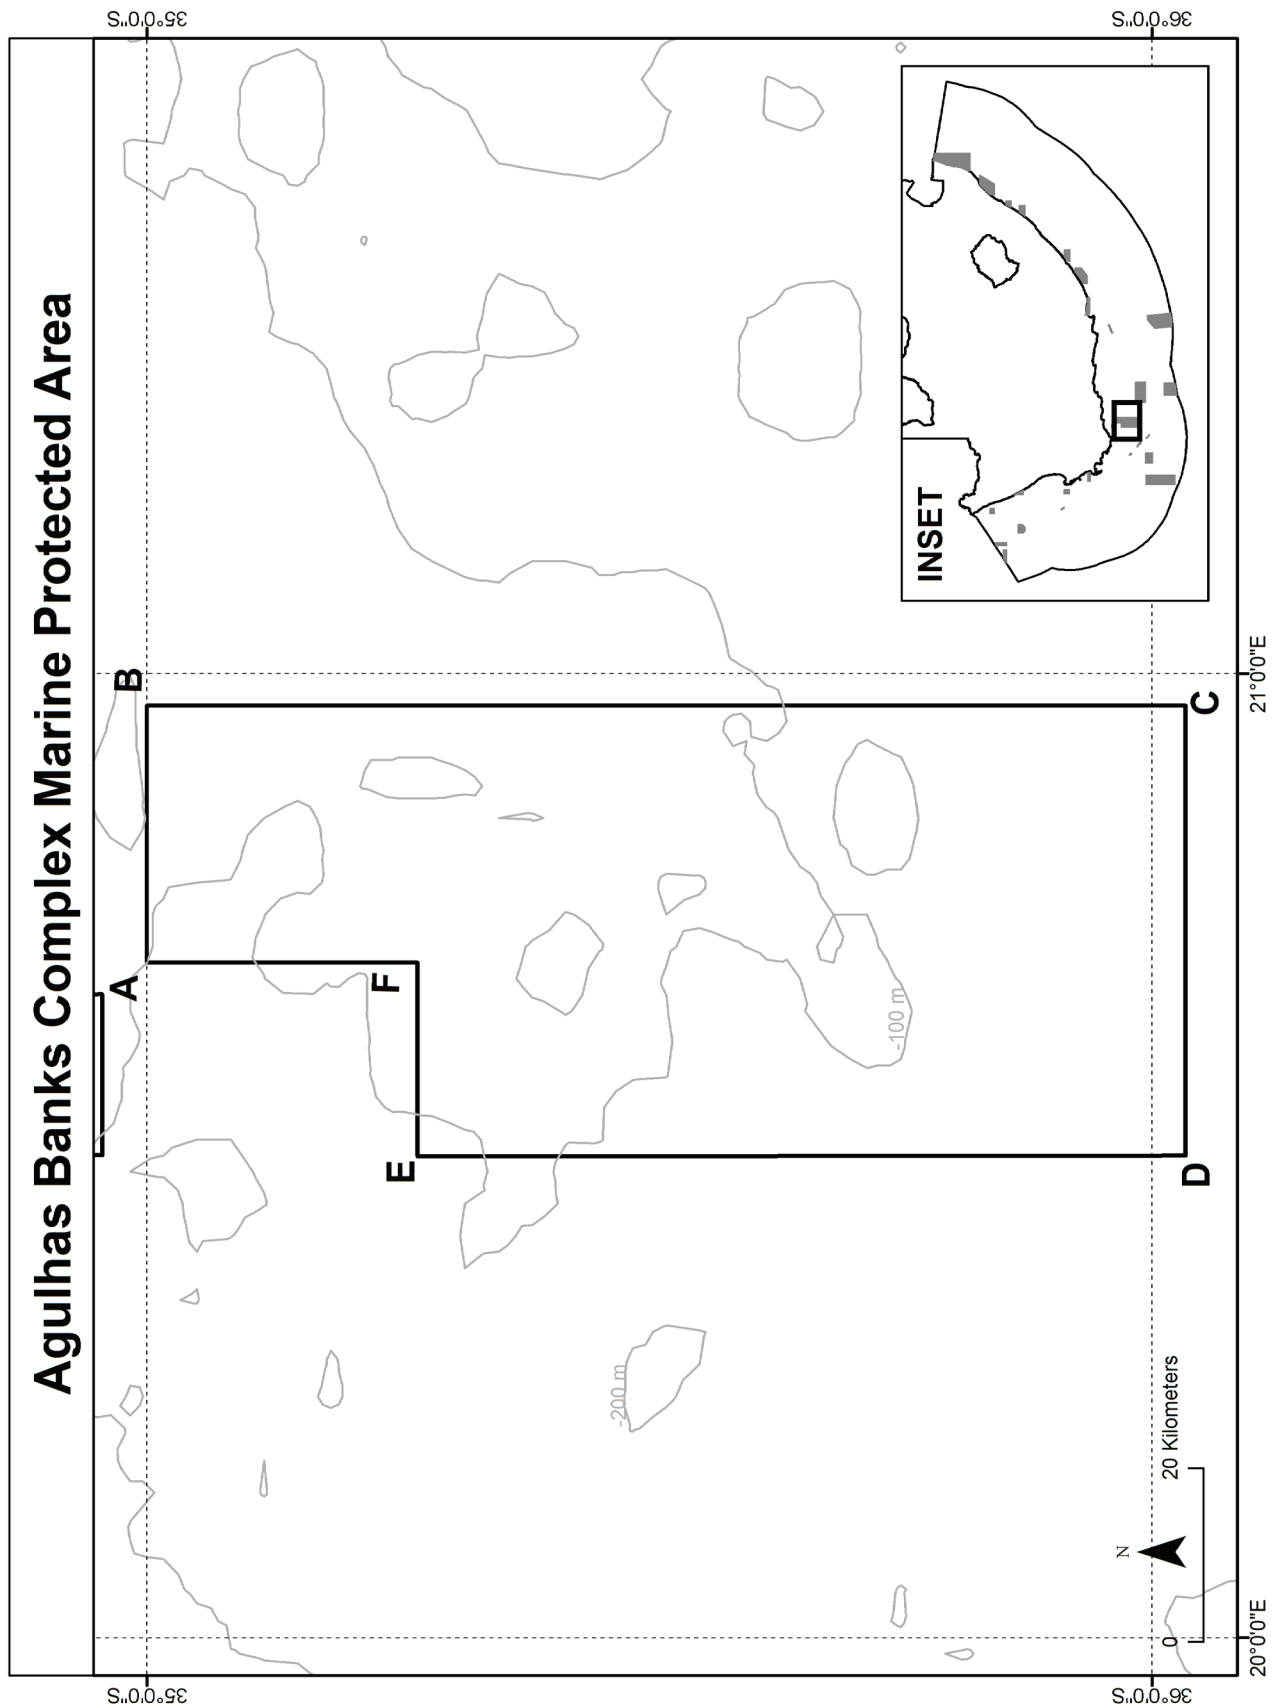 Agulhas Banks Complex Marine Protected Area
35°0'0"S
35°0'0"S
A
B
F
E
-200 m
-100 m
INSET
N
36°0'0"S
36°0'0"S
0
20 Kilometers
D
C
20°0'0"E
21°0'0"E